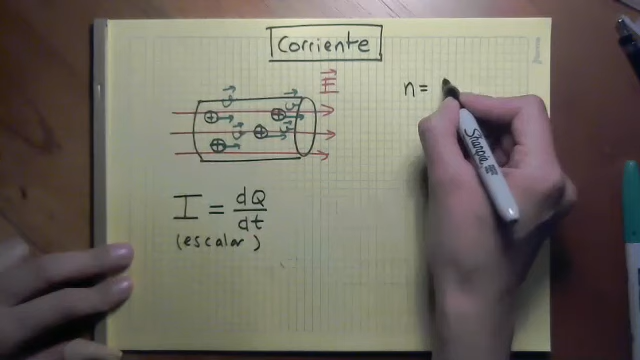 Corriente
E
v v
v v
n =
I = dQ/dt
(escalar)
Sharpie